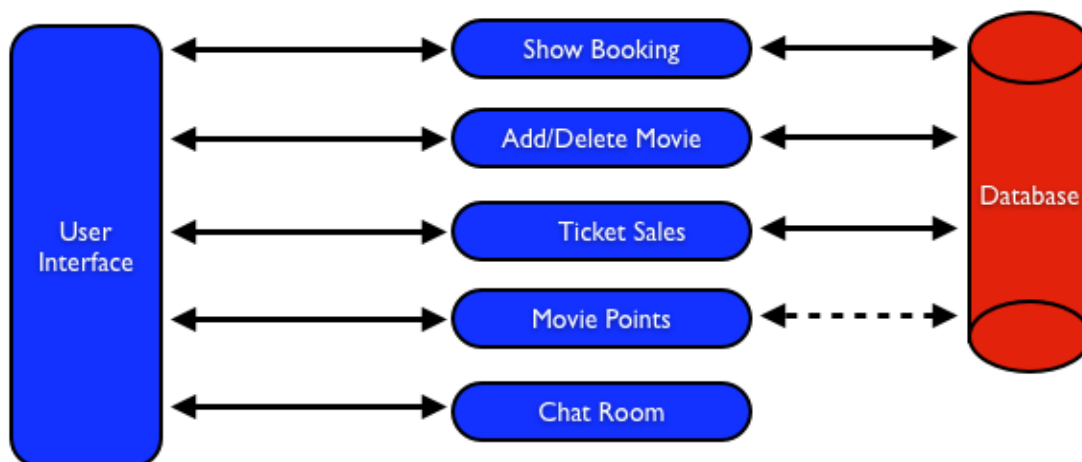 Show Booking
Add/Delete Movie
User
Interface
Ticket Sales
Database
Movie Points
Chat Room